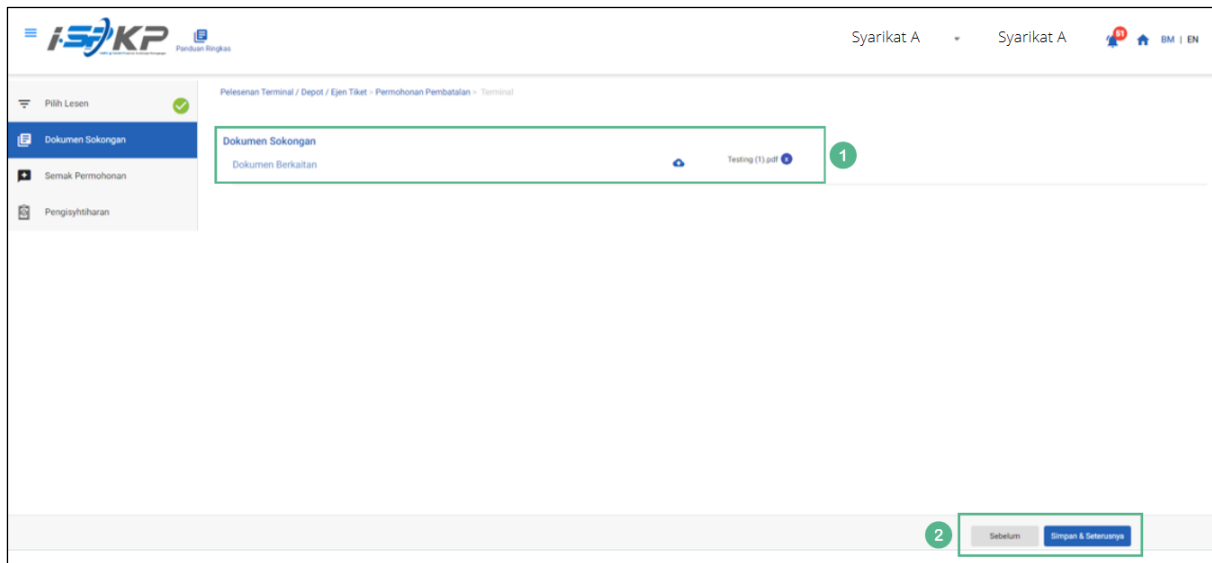 i-SPKP
Panduan Ringkas
Syarikat A
Syarikat A
51
BM | EN
Pilih Lesen
Dokumen Sokongan
Semak Permohonan
Pengisyhtiharan
Pelesenan Terminal / Depot / Ejen Tiket > Permohonan Pembatalan > Terminal
Dokumen Sokongan
Dokumen Berkaitan
Testing (1).pdf x
1
2
Sebelum
Simpan & Seterusnya